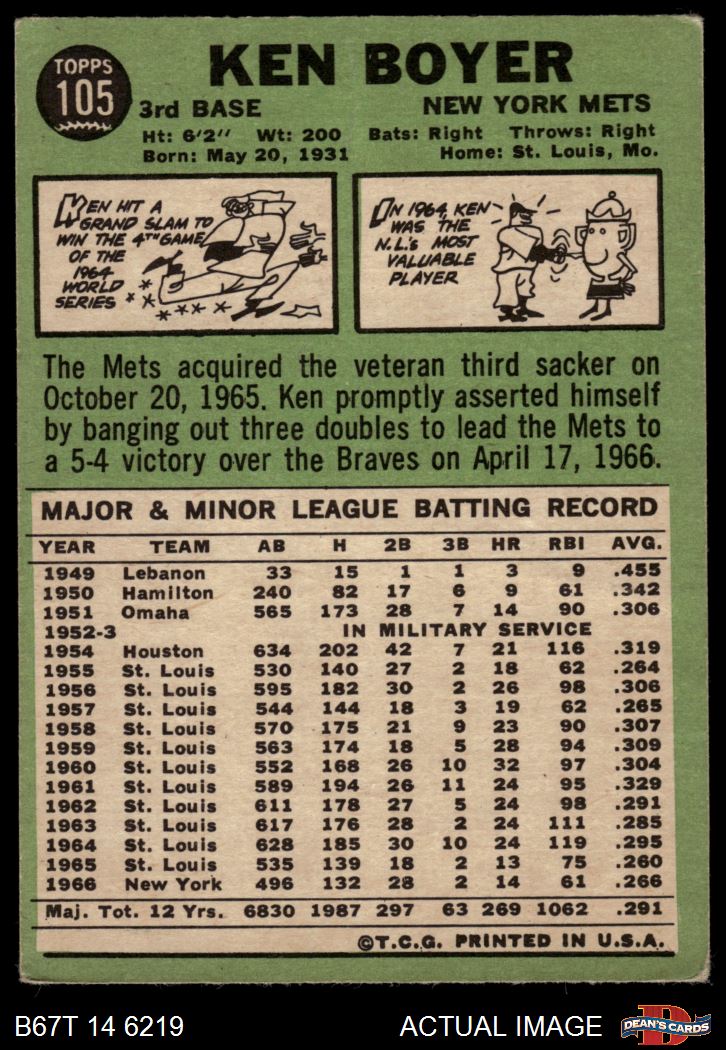 TOPPS
105
KEN BOYER
3rd BASE
NEW YORK METS
Ht: 6'2" Wt: 200 Bats: Right Throws: Right
Born: May 20, 1931 Home: St. Louis, Mo.
KEN HIT A
GRAND SLAM TO
WIN THE 4TH GAME
OF THE
1964
WORLD
SERIES
IN 1964, KEN
WAS THE
N.L.'s MOST
VALUABLE
PLAYER
The Mets acquired the veteran third sacker on
October 20, 1965. Ken promptly asserted himself
by banging out three doubles to lead the Mets to
a 5-4 victory over the Braves on April 17, 1966.
MAJOR & MINOR LEAGUE BATTING RECORD
YEAR TEAM AB H 2B 3B HR RBI AVG.
1949 Lebanon 33 15 1 1 3 9 .455
1950 Hamilton 240 82 17 6 9 61 .342
1951 Omaha 565 173 28 7 14 90 .306
1952-3 IN MILITARY SERVICE
1954 Houston 634 202 42 7 21 116 .319
1955 St. Louis 530 140 27 2 18 62 .264
1956 St. Louis 595 182 30 2 26 98 .306
1957 St. Louis 544 144 18 3 19 62 .265
1958 St. Louis 570 175 21 9 23 90 .307
1959 St. Louis 563 174 18 5 28 94 .309
1960 St. Louis 552 168 26 10 32 97 .304
1961 St. Louis 589 194 26 11 24 95 .329
1962 St. Louis 611 178 27 5 24 98 .291
1963 St. Louis 617 176 28 2 24 111 .285
1964 St. Louis 628 185 30 10 24 119 .295
1965 St. Louis 535 139 18 2 13 75 .260
1966 New York 496 132 28 2 14 61 .266
Maj. Tot. 12 Yrs. 6830 1987 297 63 269 1062 .291
©T.C.G. PRINTED IN U.S.A.
B67T 14 6219
ACTUAL IMAGE
D
DEAN'S CARDS